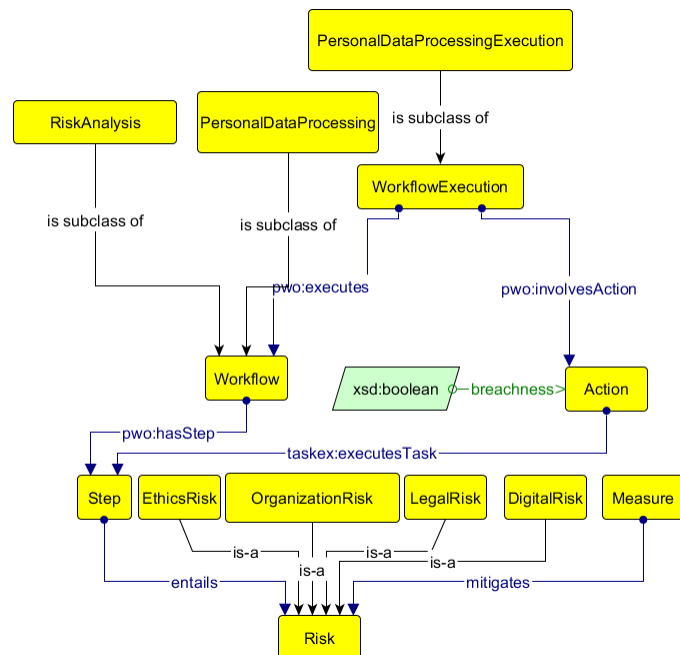 PersonalDataProcessingExecution
RiskAnalysis
PersonalDataProcessing
is subclass of
WorkflowExecution
is subclass of
is subclass of
pwo:executes
pwo:involvesAction
Workflow
xsd:boolean
breachness
Action
pwo:hasStep
taskex:executesTask
Step
EthicsRisk
OrganizationRisk
LegalRisk
DigitalRisk
Measure
is-a
is-a
is-a
is-a
entails
mitigates
Risk